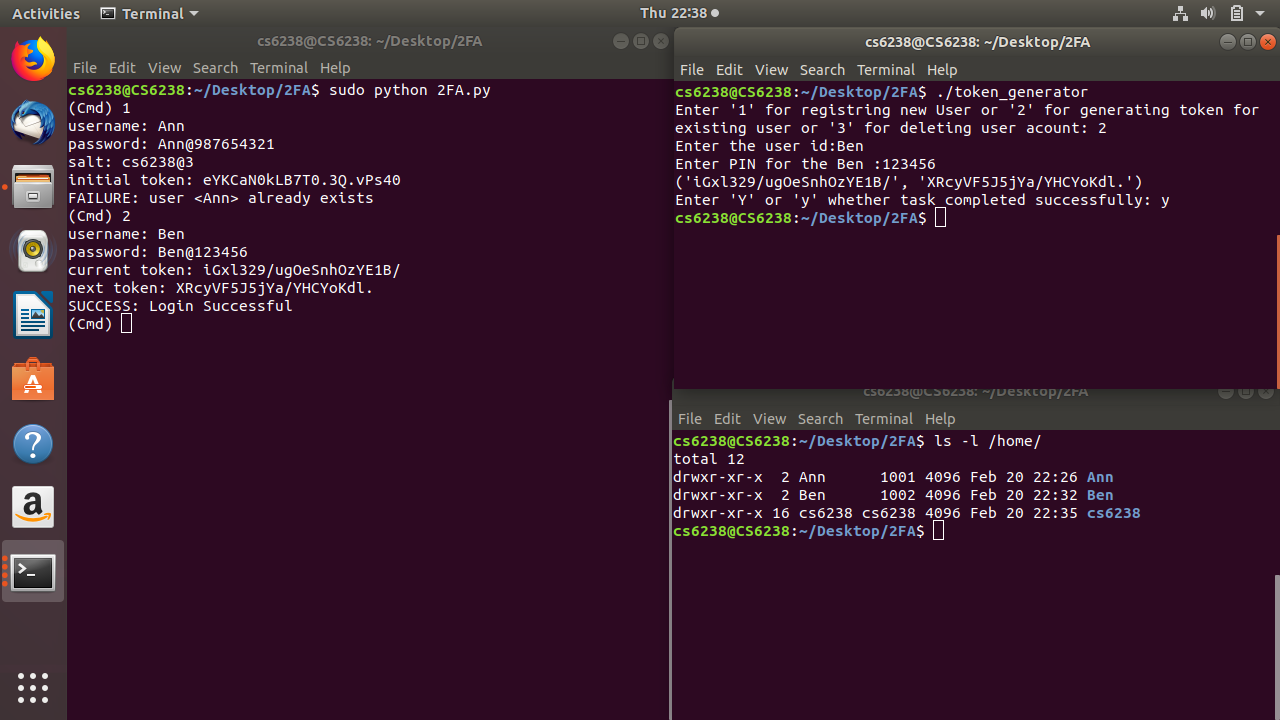 Activities Terminal Thu 22:38
cs6238@CS6238: ~/Desktop/2FA
File Edit View Search Terminal Help
cs6238@CS6238:~/Desktop/2FA$ sudo python 2FA.py
(Cmd) 1
username: Ann
password: Ann@987654321
salt: cs6238@3
initial token: eYKCaN0kLB7T0.3Q.vPs40
FAILURE: user <Ann> already exists
(Cmd) 2
username: Ben
password: Ben@123456
current token: iGxl329/ugOeSnhOzYE1B/
next token: XRcyVF5J5jYa/YHCYoKdl.
SUCCESS: Login Successful
(Cmd)
cs6238@CS6238: ~/Desktop/2FA
File Edit View Search Terminal Help
cs6238@CS6238:~/Desktop/2FA$ ./token_generator
Enter '1' for registring new User or '2' for generating token for
existing user or '3' for deleting user acount: 2
Enter the user id:Ben
Enter PIN for the Ben :123456
('iGxl329/ugOeSnhOzYE1B/', 'XRcyVF5J5jYa/YHCYoKdl.')
Enter 'Y' or 'y' whether task completed successfully: y
cs6238@CS6238:~/Desktop/2FA$
cs6238@CS6238: ~/Desktop/2FA
File Edit View Search Terminal Help
cs6238@CS6238:~/Desktop/2FA$ ls -l /home/
total 12
drwxr-xr-x  2 Ann      1001 4096 Feb 20 22:26 Ann
drwxr-xr-x  2 Ben      1002 4096 Feb 20 22:32 Ben
drwxr-xr-x 16 cs6238 cs6238 4096 Feb 20 22:35 cs6238
cs6238@CS6238:~/Desktop/2FA$